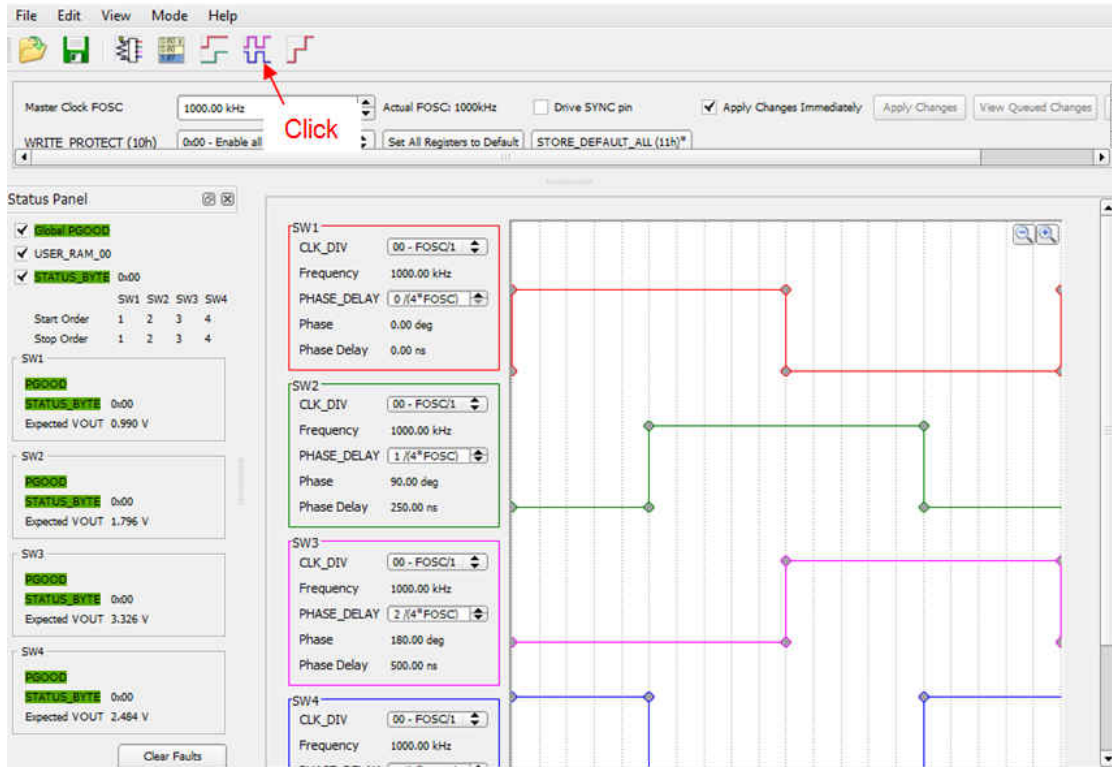 File Edit View Mode Help
Click
Master Clock FOSC 1000.00 kHz Actual FOSC: 1000kHz Drive SYNC pin Apply Changes Immediately Apply Changes View Queued Changes
WRITE PROTECT (10h) 0x00 - Enable all Set All Registers to Default STORE_DEFAULT_ALL (11h)*
Status Panel
Global PGOOD
USER_RAM_00
STATUS_BYTE 0x00
SW1 SW2 SW3 SW4
Start Order 1 2 3 4
Stop Order 1 2 3 4
SW1
PGOOD
STATUS_BYTE 0x00
Expected VOUT 0.990 V
SW2
PGOOD
STATUS_BYTE 0x00
Expected VOUT 1.796 V
SW3
PGOOD
STATUS_BYTE 0x00
Expected VOUT 3.326 V
SW4
PGOOD
STATUS_BYTE 0x00
Expected VOUT 2.484 V
Clear Faults
SW1
CLK_DIV 00 - FOSC/1
Frequency 1000.00 kHz
PHASE_DELAY 0 /(4*FOSC)
Phase 0.00 deg
Phase Delay 0.00 ns
SW2
CLK_DIV 00 - FOSC/1
Frequency 1000.00 kHz
PHASE_DELAY 1 /(4*FOSC)
Phase 90.00 deg
Phase Delay 250.00 ns
SW3
CLK_DIV 00 - FOSC/1
Frequency 1000.00 kHz
PHASE_DELAY 2 /(4*FOSC)
Phase 180.00 deg
Phase Delay 500.00 ns
SW4
CLK_DIV 00 - FOSC/1
Frequency 1000.00 kHz